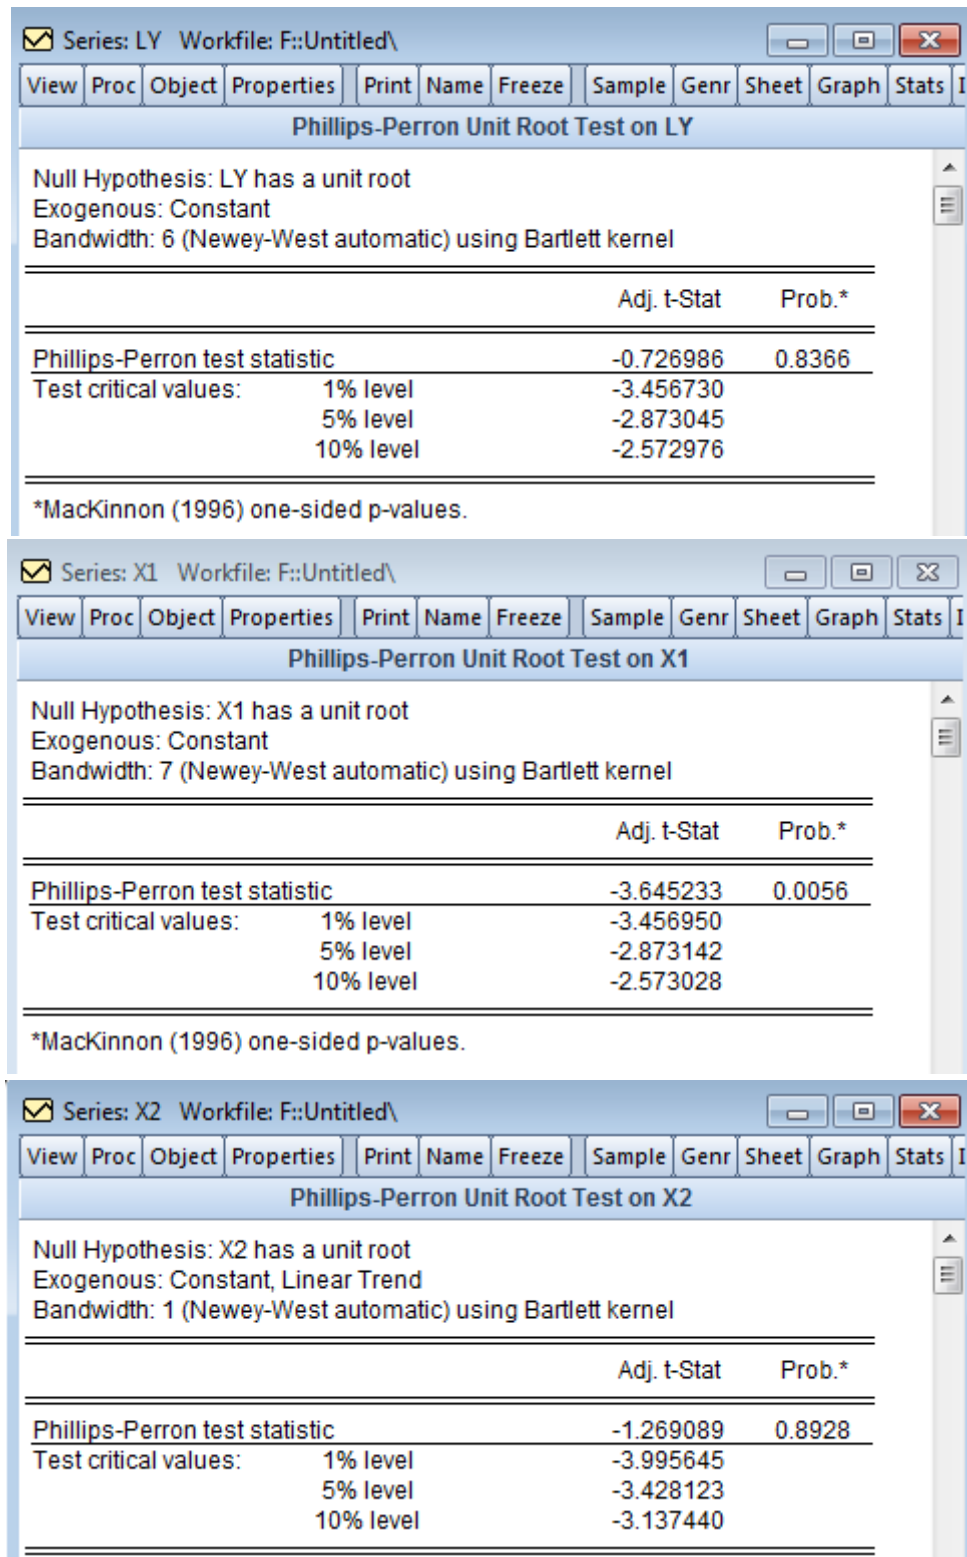 Series: LY Workfile: F::Untitled\
View Proc Object Properties Print Name Freeze Sample Genr Sheet Graph Stats
Phillips-Perron Unit Root Test on LY
Null Hypothesis: LY has a unit root
Exogenous: Constant
Bandwidth: 6 (Newey-West automatic) using Bartlett kernel
Adj. t-Stat Prob.*
Phillips-Perron test statistic -0.726986 0.8366
Test critical values: 1% level -3.456730
5% level -2.873045
10% level -2.572976
*MacKinnon (1996) one-sided p-values.
Series: X1 Workfile: F::Untitled\
View Proc Object Properties Print Name Freeze Sample Genr Sheet Graph Stats
Phillips-Perron Unit Root Test on X1
Null Hypothesis: X1 has a unit root
Exogenous: Constant
Bandwidth: 7 (Newey-West automatic) using Bartlett kernel
Adj. t-Stat Prob.*
Phillips-Perron test statistic -3.645233 0.0056
Test critical values: 1% level -3.456950
5% level -2.873142
10% level -2.573028
*MacKinnon (1996) one-sided p-values.
Series: X2 Workfile: F::Untitled\
View Proc Object Properties Print Name Freeze Sample Genr Sheet Graph Stats
Phillips-Perron Unit Root Test on X2
Null Hypothesis: X2 has a unit root
Exogenous: Constant, Linear Trend
Bandwidth: 1 (Newey-West automatic) using Bartlett kernel
Adj. t-Stat Prob.*
Phillips-Perron test statistic -1.269089 0.8928
Test critical values: 1% level -3.995645
5% level -3.428123
10% level -3.137440